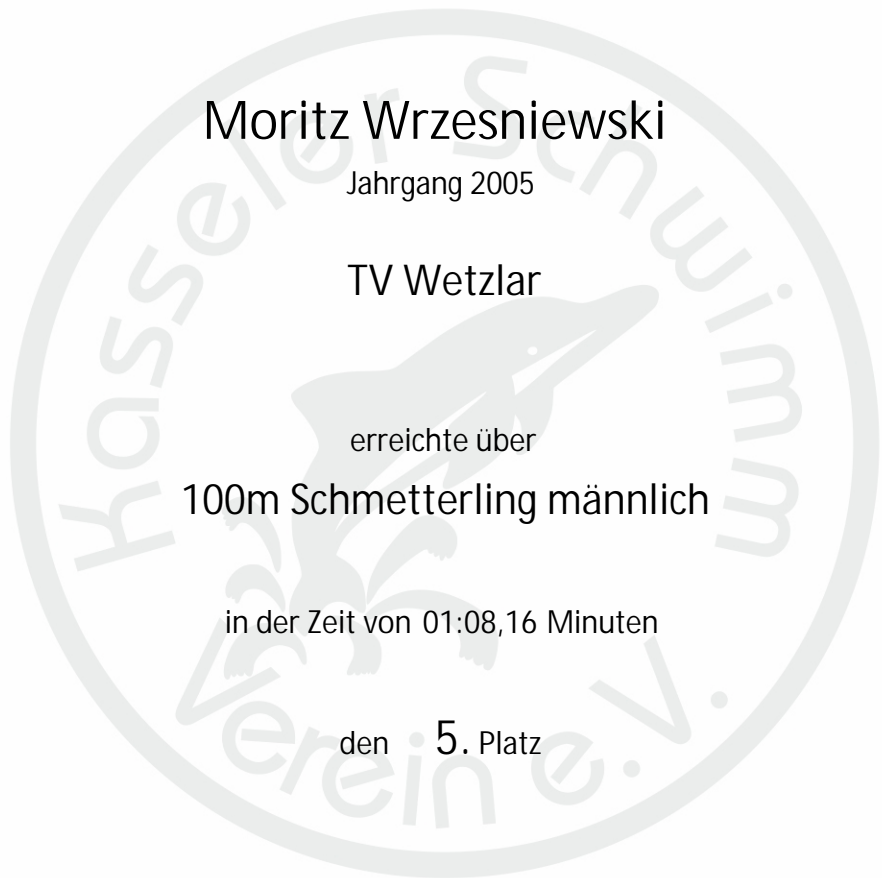 Moritz Wrzesniewski
Jahrgang 2005
TV Wetzlar
erreichte über
100m Schmetterling männlich
in der Zeit von 01:08,16 Minuten
den 5. Platz
Kasseler Schwimm
Verein e.V.